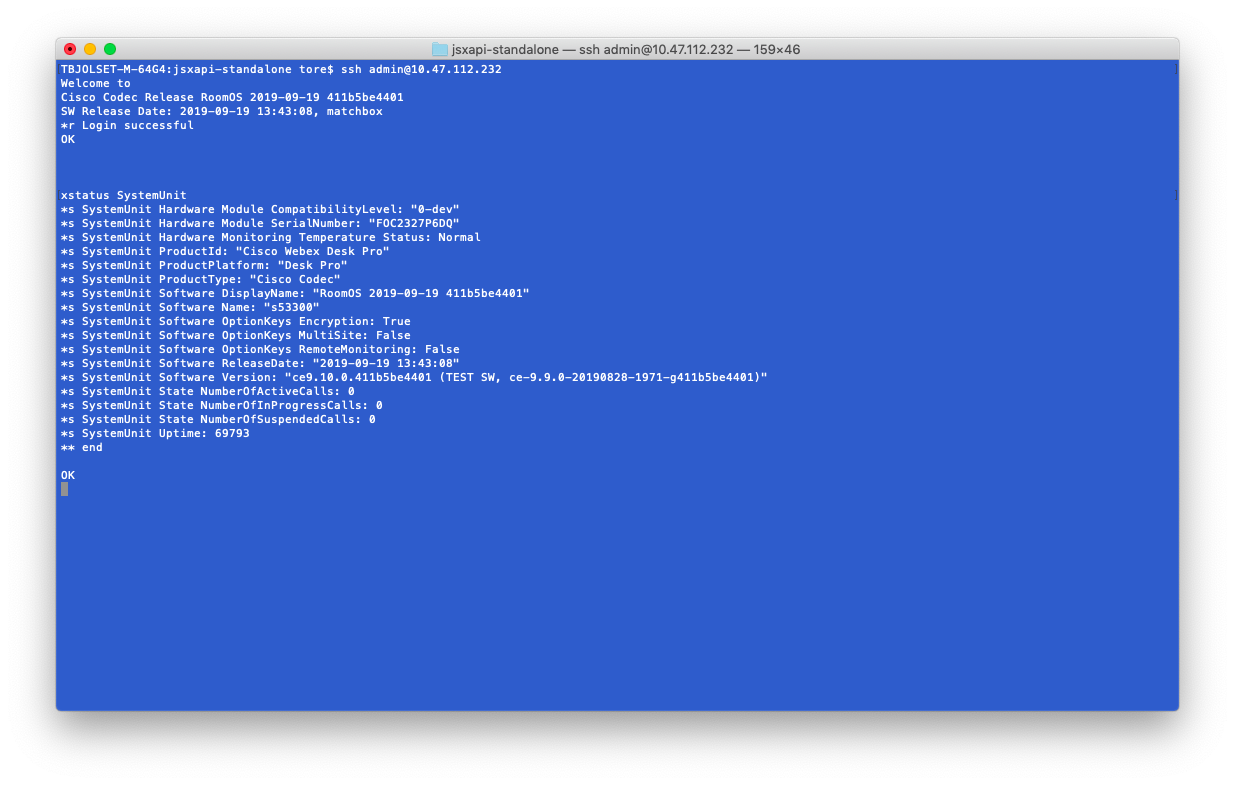 jsxapi-standalone — ssh admin@10.47.112.232 — 159×46
TBJOLSET-M-64G4:jsxapi-standalone tore$ ssh admin@10.47.112.232
Welcome to
Cisco Codec Release RoomOS 2019-09-19 411b5be4401
SW Release Date: 2019-09-19 13:43:08, matchbox
*r Login successful
OK
xstatus SystemUnit
*s SystemUnit Hardware Module CompatibilityLevel: "0-dev"
*s SystemUnit Hardware Module SerialNumber: "FOC2327P6DQ"
*s SystemUnit Hardware Monitoring Temperature Status: Normal
*s SystemUnit ProductId: "Cisco Webex Desk Pro"
*s SystemUnit ProductPlatform: "Desk Pro"
*s SystemUnit ProductType: "Cisco Codec"
*s SystemUnit Software DisplayName: "RoomOS 2019-09-19 411b5be4401"
*s SystemUnit Software Name: "s53300"
*s SystemUnit Software OptionKeys Encryption: True
*s SystemUnit Software OptionKeys MultiSite: False
*s SystemUnit Software OptionKeys RemoteMonitoring: False
*s SystemUnit Software ReleaseDate: "2019-09-19 13:43:08"
*s SystemUnit Software Version: "ce9.10.0.411b5be4401 (TEST SW, ce-9.9.0-20190828-1971-g411b5be4401)"
*s SystemUnit State NumberOfActiveCalls: 0
*s SystemUnit State NumberOfInProgressCalls: 0
*s SystemUnit State NumberOfSuspendedCalls: 0
*s SystemUnit Uptime: 69793
** end
OK